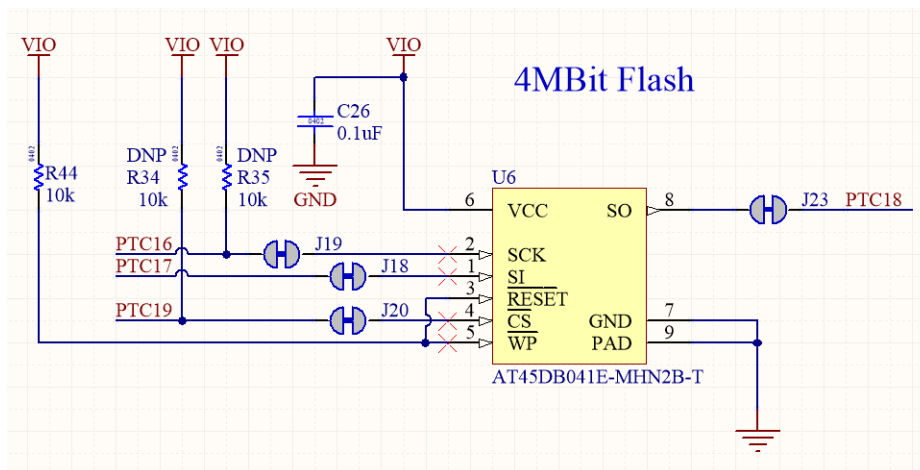 VIO VIO VIO VIO
4MBit Flash
0402 C26
0.1uF
GND
0402 R44
10k
DNP 0402
R34
10k
0402 DNP
R35
10k
U6
6 VCC SO 8 J23 PTC18
PTC16 J19 2 SCK
PTC17 J18 1 SI
3 RESET
PTC19 J20 4 CS GND 7
5 WP PAD 9
AT45DB041E-MHN2B-T